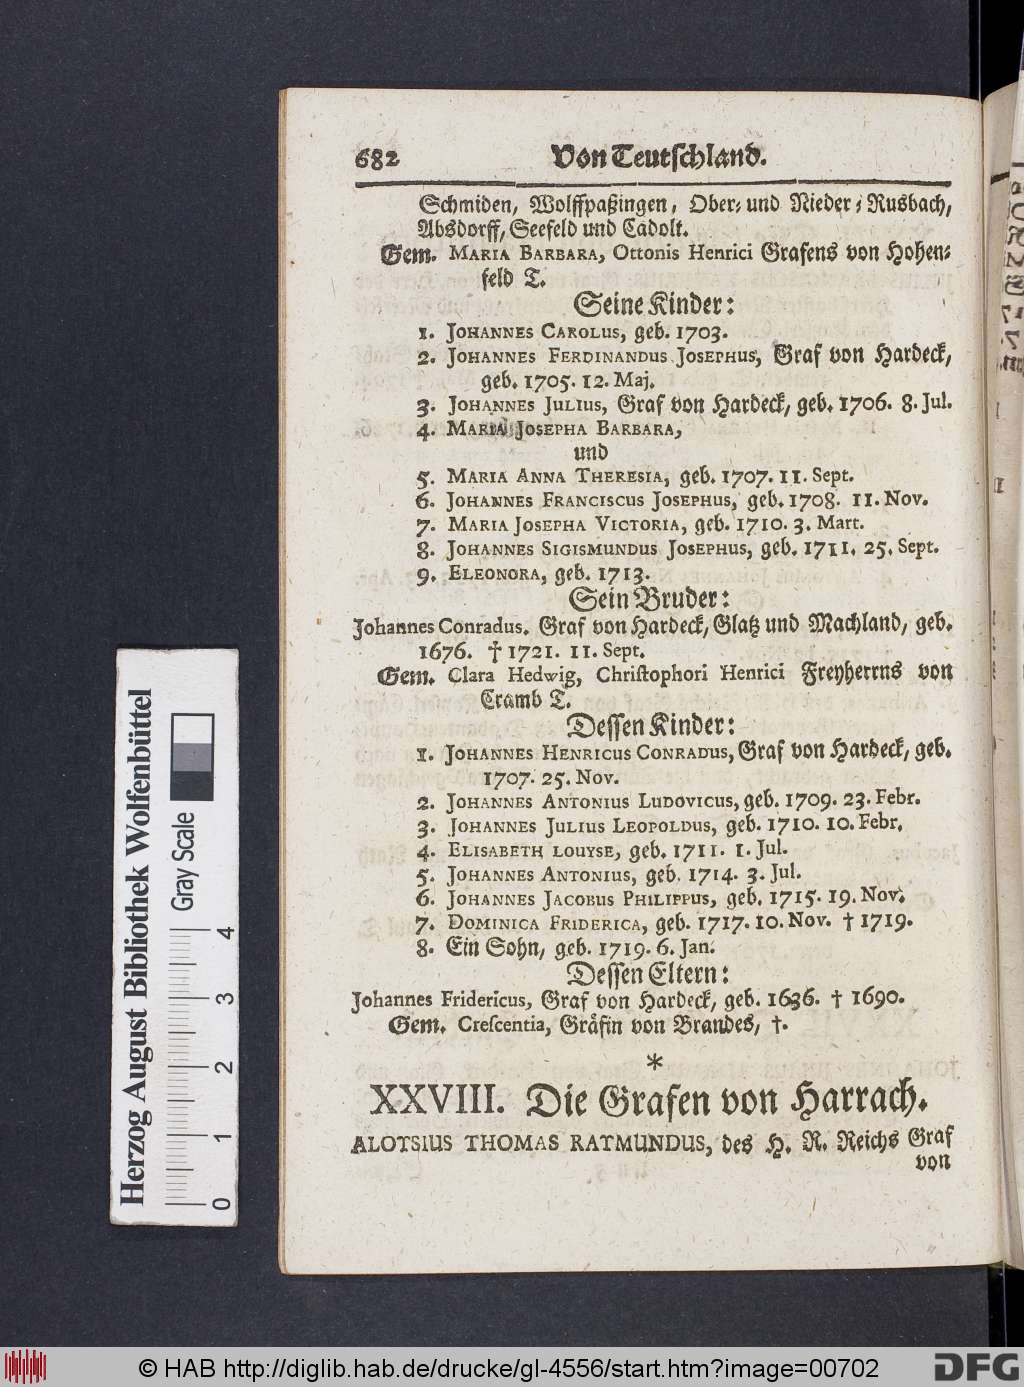 682 Von Teutschland.
Schmiden, Wolffpaßingen, Ober- und Nieder-Rusbach,
Absdorff, Seefeld und Cadolt.
Gem. MARIA BARBARA, Ottonis Henrici Grafens von Hohen-
feld T.
Seine Kinder:
1. JOHANNES CAROLUS, geb. 1703.
2. JOHANNES FERDINANDUS JOSEPHUS, Graf von Hardeck,
geb. 1705. 12. Maj.
3. JOHANNES JULIUS, Graf von Hardeck, geb. 1706. 8. Jul.
4. MARIA JOSEPHA BARBARA,
und
5. MARIA ANNA THERESIA, geb. 1707. 11. Sept.
6. JOHANNES FRANCISCUS JOSEPHUS, geb. 1708. 11. Nov.
7. MARIA JOSEPHA VICTORIA, geb. 1710. 3. Mart.
8. JOHANNES SIGISMUNDUS JOSEPHUS, geb. 1711. 25. Sept.
9. ELEONORA, geb. 1713.
Sein Bruder:
Johannes Conradus. Graf von Hardeck, Glatz und Machland, geb.
1676. † 1721. 11. Sept.
Gem. Clara Hedwig, Christophori Henrici Freyherrns von
Cramb T.
Dessen Kinder:
1. JOHANNES HENRICUS CONRADUS, Graf von Hardeck, geb.
1707. 25. Nov.
2. JOHANNES ANTONIUS LUDOVICUS, geb. 1709. 23. Febr.
3. JOHANNES JULIUS LEOPOLDUS, geb. 1710. 10. Febr.
4. ELISABETH LOUYSE, geb. 1711. 1. Jul.
5. JOHANNES ANTONIUS, geb. 1714. 3. Jul.
6. JOHANNES JACOBUS PHILIPPUS, geb. 1715. 19. Nov.
7. DOMINICA FRIDERICA, geb. 1717. 10. Nov. † 1719.
8. Ein Sohn, geb. 1719. 6. Jan.
Dessen Eltern:
Johannes Fridericus, Graf von Hardeck, geb. 1636. † 1690.
Gem. Crescentia, Gräfin von Brandes, †.
*
XXVIII. Die Grafen von Harrach.
ALOYSIUS THOMAS RAYMUNDUS, des H. R. Reichs Graf
von
Herzog August Bibliothek Wolfenbüttel
Gray Scale
0 1 2 3 4
© HAB http://diglib.hab.de/drucke/gl-4556/start.htm?image=00702
DFG